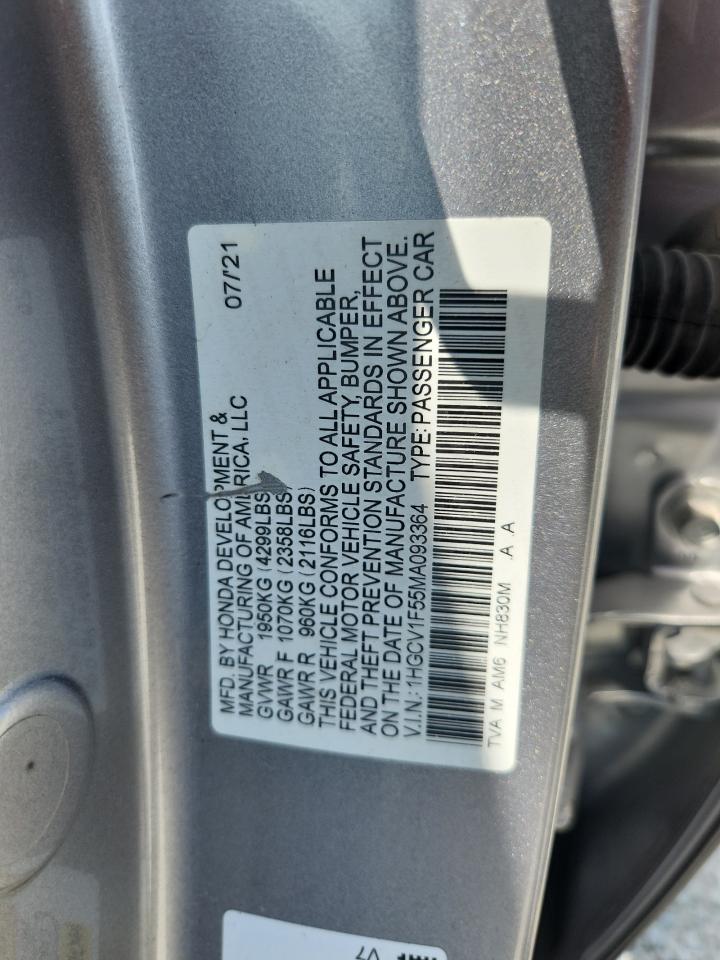 MFD. BY HONDA DEVELOPMENT &
MANUFACTURING OF AMERICA, LLC 07/'21
GVWR 1950KG (4299LBS)
GAWR F 1070KG (2358LBS)
GAWR R 960KG (2116LBS)
THIS VEHICLE CONFORMS TO ALL APPLICABLE
FEDERAL MOTOR VEHICLE SAFETY, BUMPER,
AND THEFT PREVENTION STANDARDS IN EFFECT
ON THE DATE OF MANUFACTURE SHOWN ABOVE.
V.I.N.: 1HGCV1F55MA093364 TYPE: PASSENGER CAR
TVA M AM6 NH830M .A .A